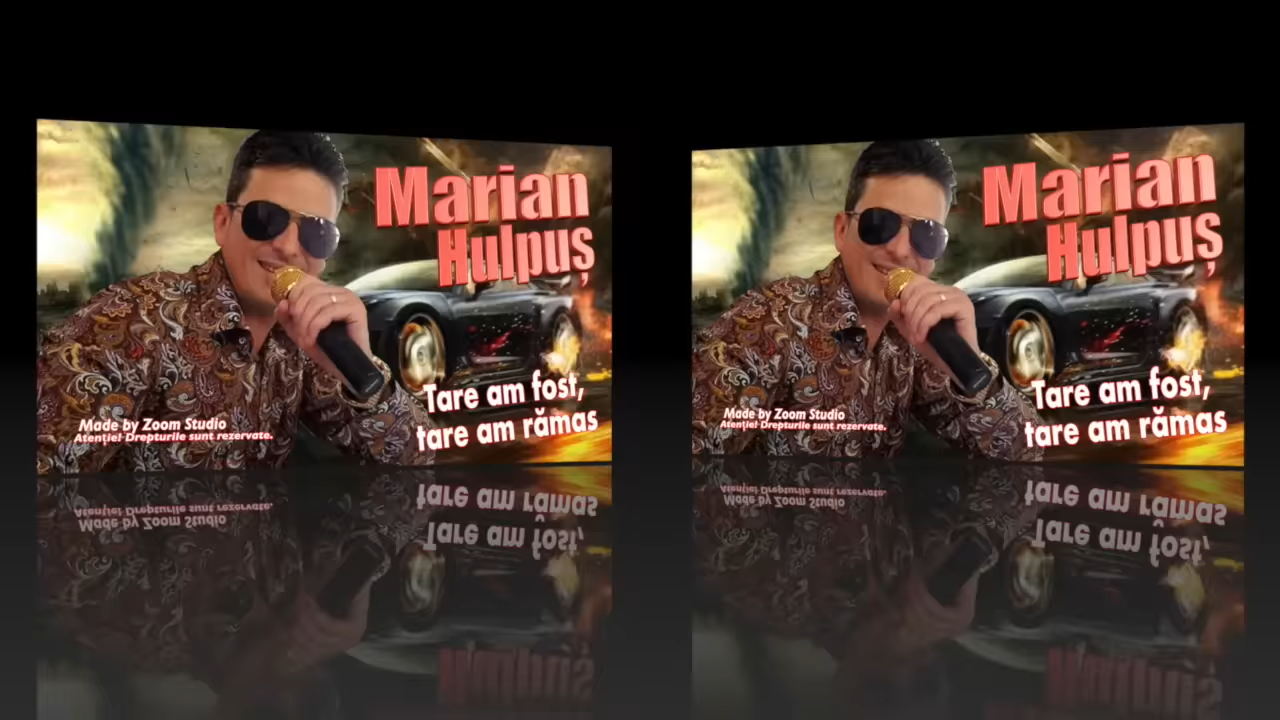 Marian
Hulpuș
Tare am fost,
tare am rămas
Made by Zoom Studio
Atenție! Drepturile sunt rezervate.
Marian
Hulpuș
Tare am fost,
tare am rămas
Made by Zoom Studio
Atenție! Drepturile sunt rezervate.